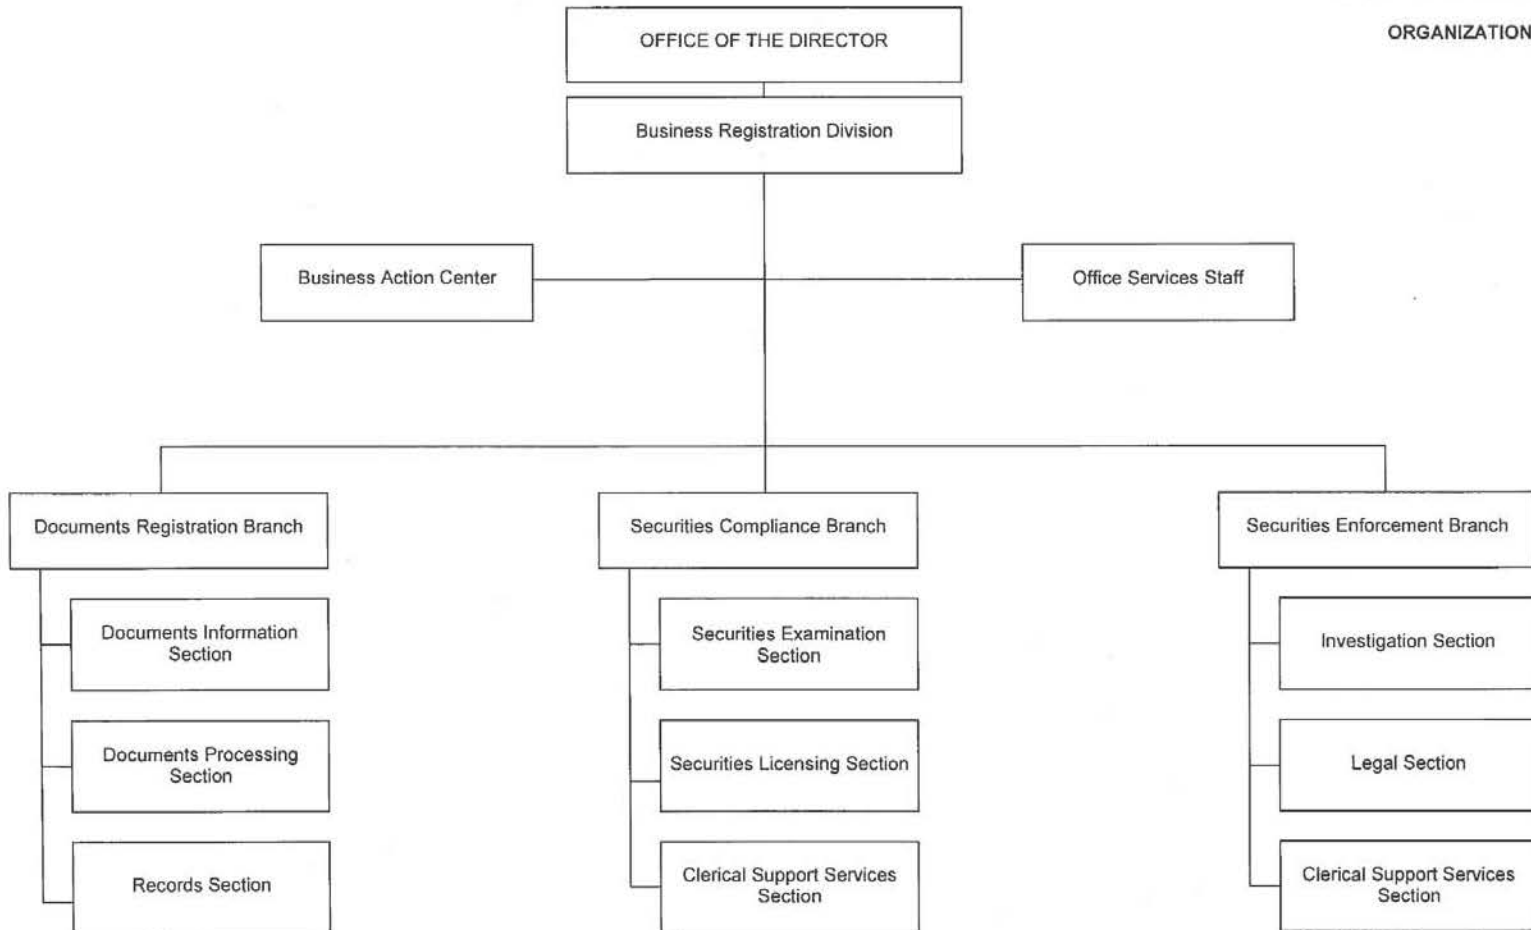 OFFICE OF THE DIRECTOR
ORGANIZATION
Business Registration Division
Business Action Center
Office Services Staff
Documents Registration Branch
Securities Compliance Branch
Securities Enforcement Branch
Documents Information
Section
Securities Examination
Section
Investigation Section
Documents Processing
Section
Securities Licensing Section
Legal Section
Records Section
Clerical Support Services
Section
Clerical Support Services
Section